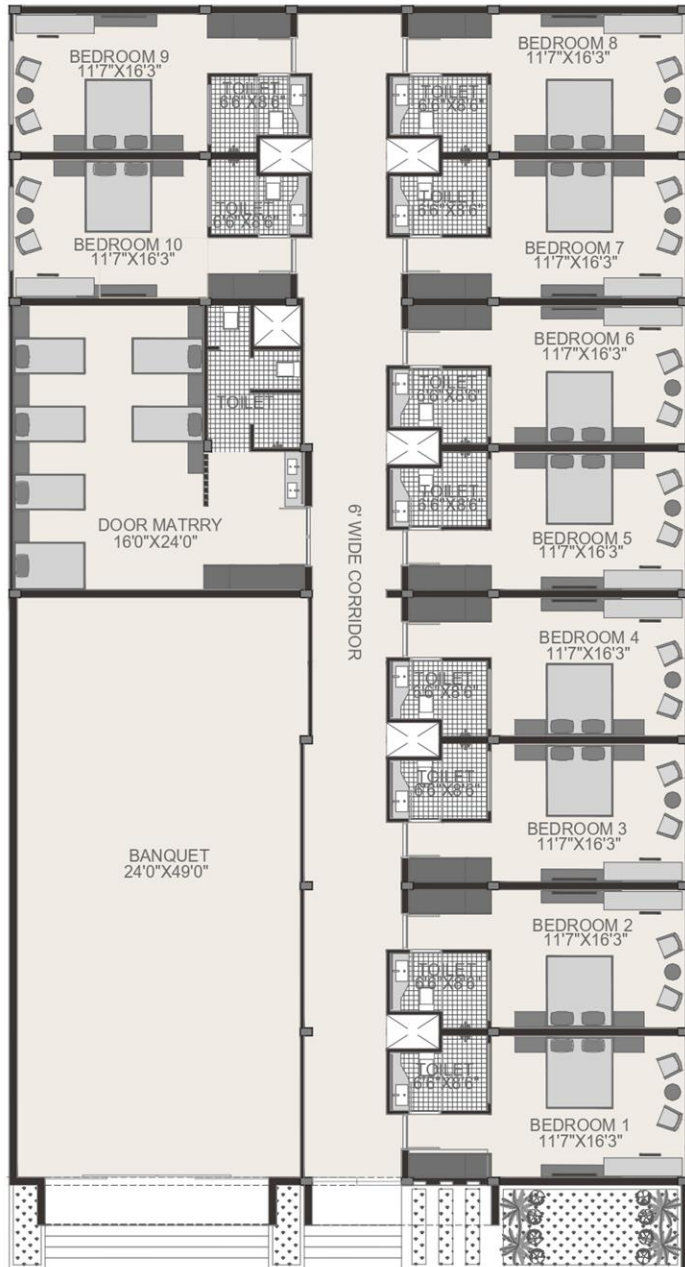 BEDROOM 9
11'7"X16'3"
TOILET
6'6"X8'6"
TOILET
6'6"X8'6"
BEDROOM 8
11'7"X16'3"
TOILET
6'6"X8'6"
BEDROOM 10
11'7"X16'3"
TOILET
6'6"X8'6"
BEDROOM 7
11'7"X16'3"
BEDROOM 6
11'7"X16'3"
TOILET
6'6"X8'6"
TOILET
DOOR MATRRY
16'0"X24'0"
6' WIDE CORRIDOR
TOILET
6'6"X8'6"
BEDROOM 5
11'7"X16'3"
BEDROOM 4
11'7"X16'3"
TOILET
6'6"X8'6"
TOILET
6'6"X8'6"
BEDROOM 3
11'7"X16'3"
BANQUET
24'0"X49'0"
BEDROOM 2
11'7"X16'3"
TOILET
6'6"X8'6"
TOILET
6'6"X8'6"
BEDROOM 1
11'7"X16'3"